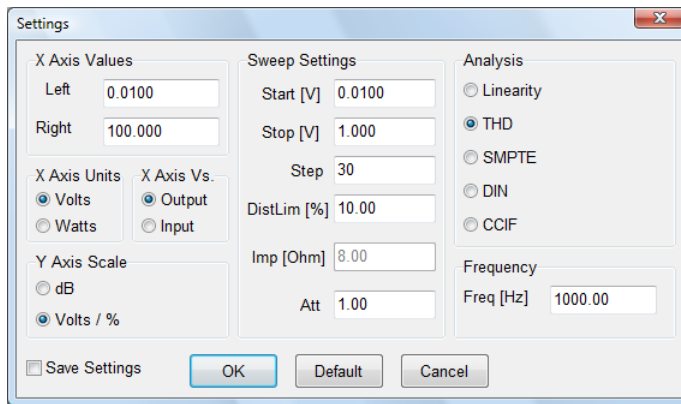 Settings
X Axis Values
Left 0.0100
Right 100.000
X Axis Units
Volts
Watts
X Axis Vs.
Output
Input
Y Axis Scale
dB
Volts / %
Sweep Settings
Start [V] 0.0100
Stop [V] 1.000
Step 30
DistLim [%] 10.00
Imp [Ohm] 8.00
Att 1.00
Analysis
Linearity
THD
SMPTE
DIN
CCIF
Frequency
Freq [Hz] 1000.00
Save Settings
OK
Default
Cancel